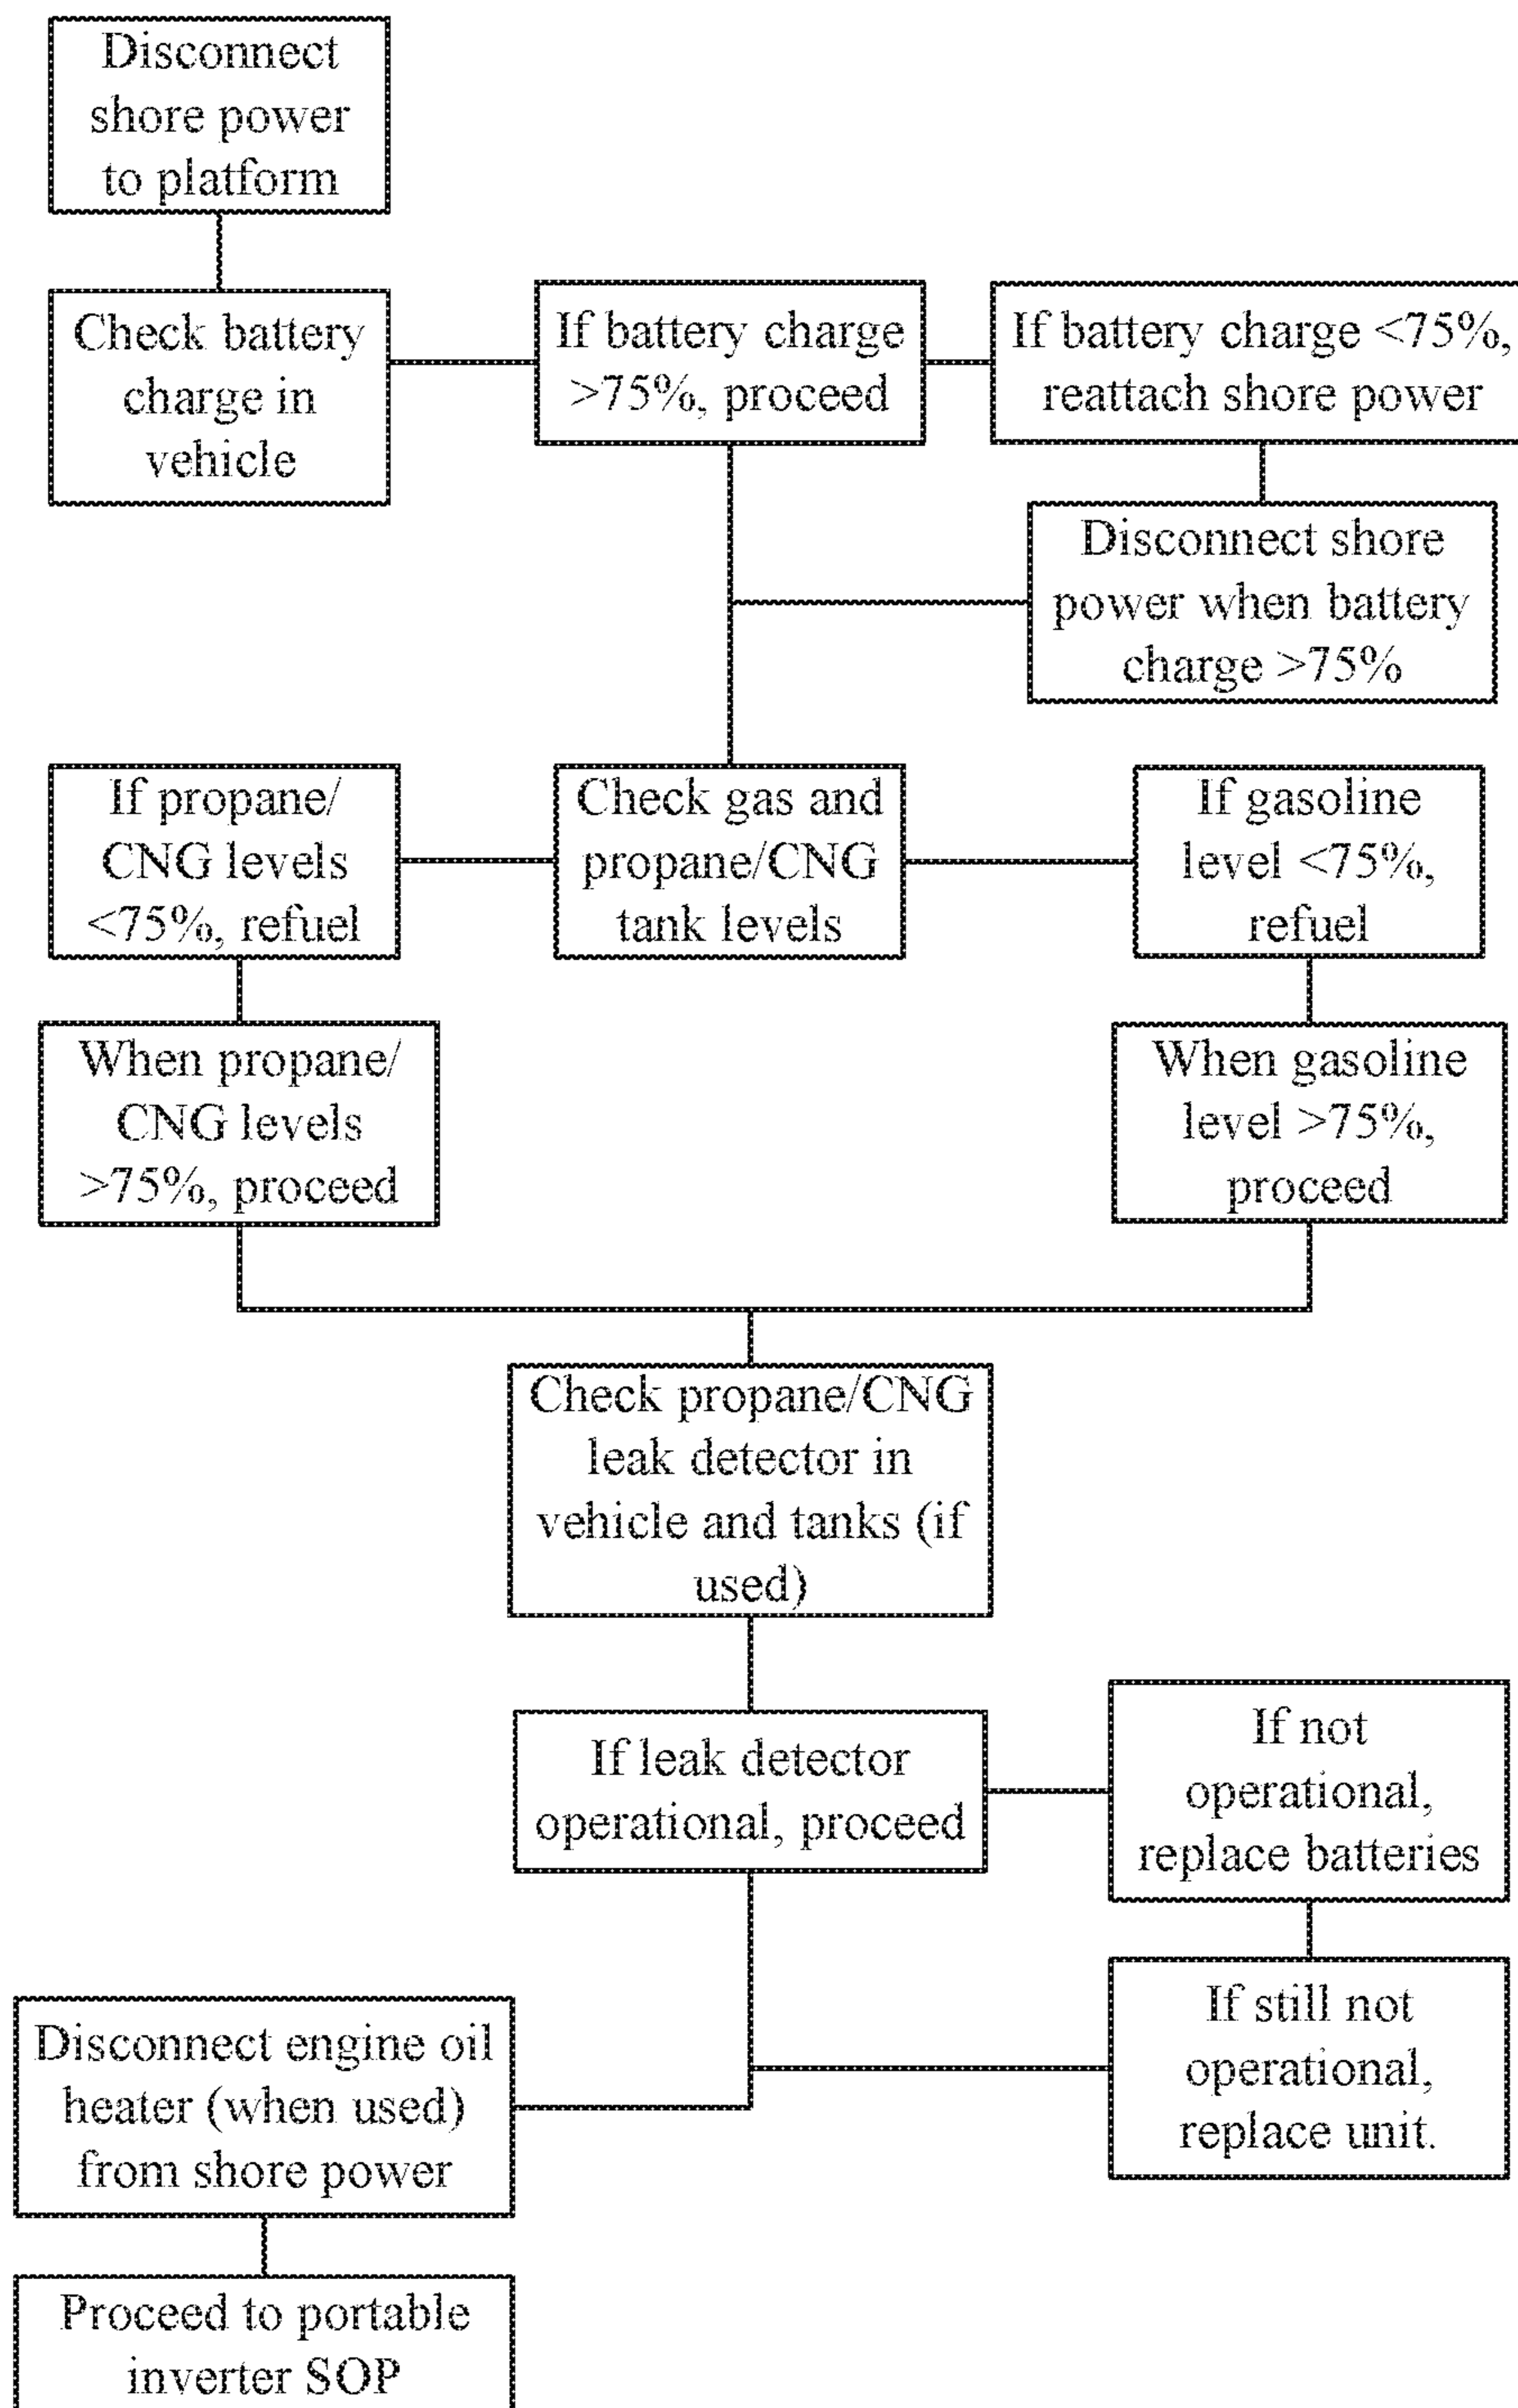 Disconnect
shore power
to platform
Check battery
charge in
vehicle
If battery charge
>75%, proceed
If battery charge <75%,
reattach shore power
Disconnect shore
power when battery
charge >75%
If propane/
CNG levels
<75%, refuel
Check gas and
propane/CNG
tank levels
If gasoline
level <75%,
refuel
When propane/
CNG levels
>75%, proceed
When gasoline
level >75%,
proceed
Check propane/CNG
leak detector in
vehicle and tanks (if
used)
If leak detector
operational, proceed
If not
operational,
replace batteries
If still not
operational,
replace unit.
Disconnect engine oil
heater (when used)
from shore power
Proceed to portable
inverter SOP